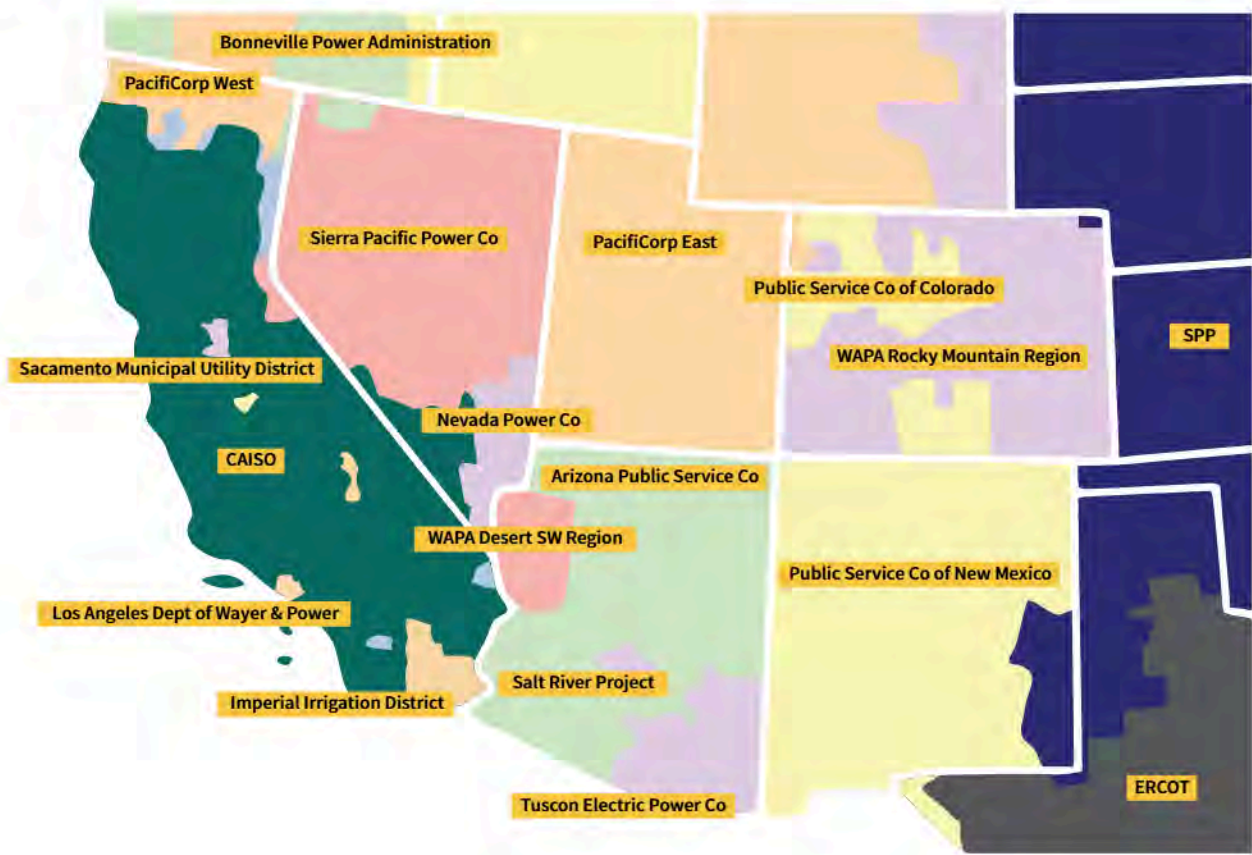 Bonneville Power Administration
PacifiCorp West
Sierra Pacific Power Co
PacifiCorp East
Public Service Co of Colorado
SPP
WAPA Rocky Mountain Region
Sacamento Municipal Utility District
Nevada Power Co
CAISO
Arizona Public Service Co
WAPA Desert SW Region
Public Service Co of New Mexico
Los Angeles Dept of Wayer & Power
Salt River Project
Imperial Irrigation District
ERCOT
Tuscon Electric Power Co